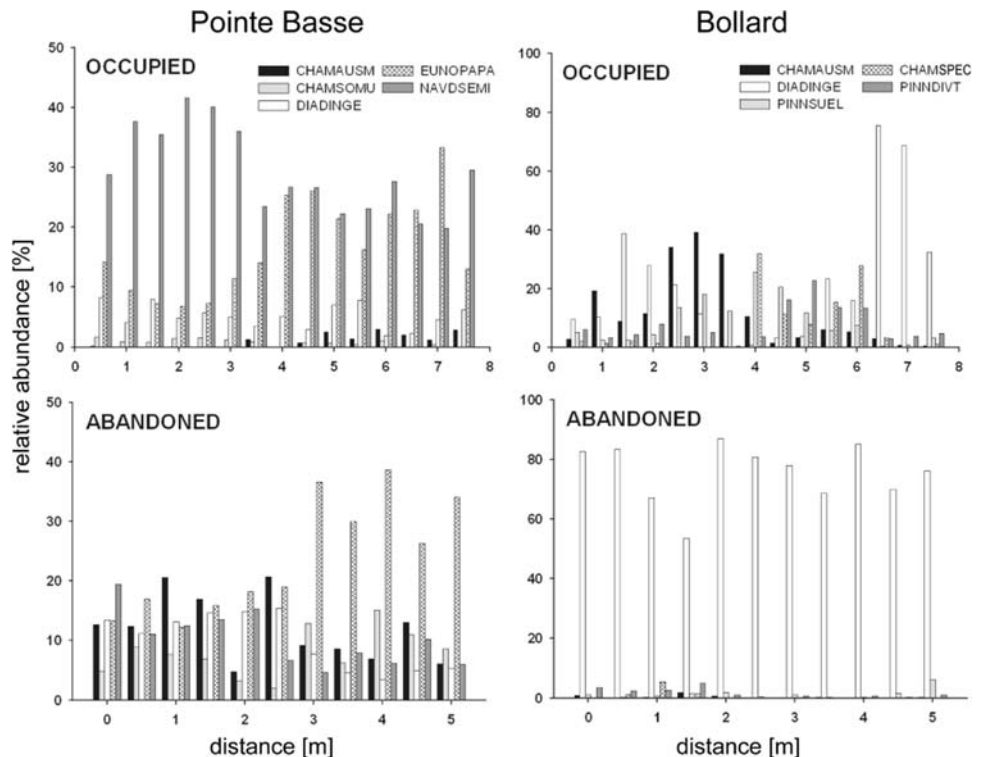 Pointe Basse
Bollard
relative abundance [%]
50
40
30
20
10
0
OCCUPIED
CHAMAUSM
CHAMSOMU
DIADINGE
EUNOPAPA
NAVDSEMI
0 1 2 3 4 5 6 7 8
100
80
60
40
20
0
OCCUPIED
CHAMAUSM
DIADINGE
PINNSUEL
CHAMSPEC
PINNDIVT
0 1 2 3 4 5 6 7 8
50
40
30
20
10
0
ABANDONED
0 1 2 3 4 5
distance [m]
100
80
60
40
20
0
ABANDONED
0 1 2 3 4 5
distance [m]